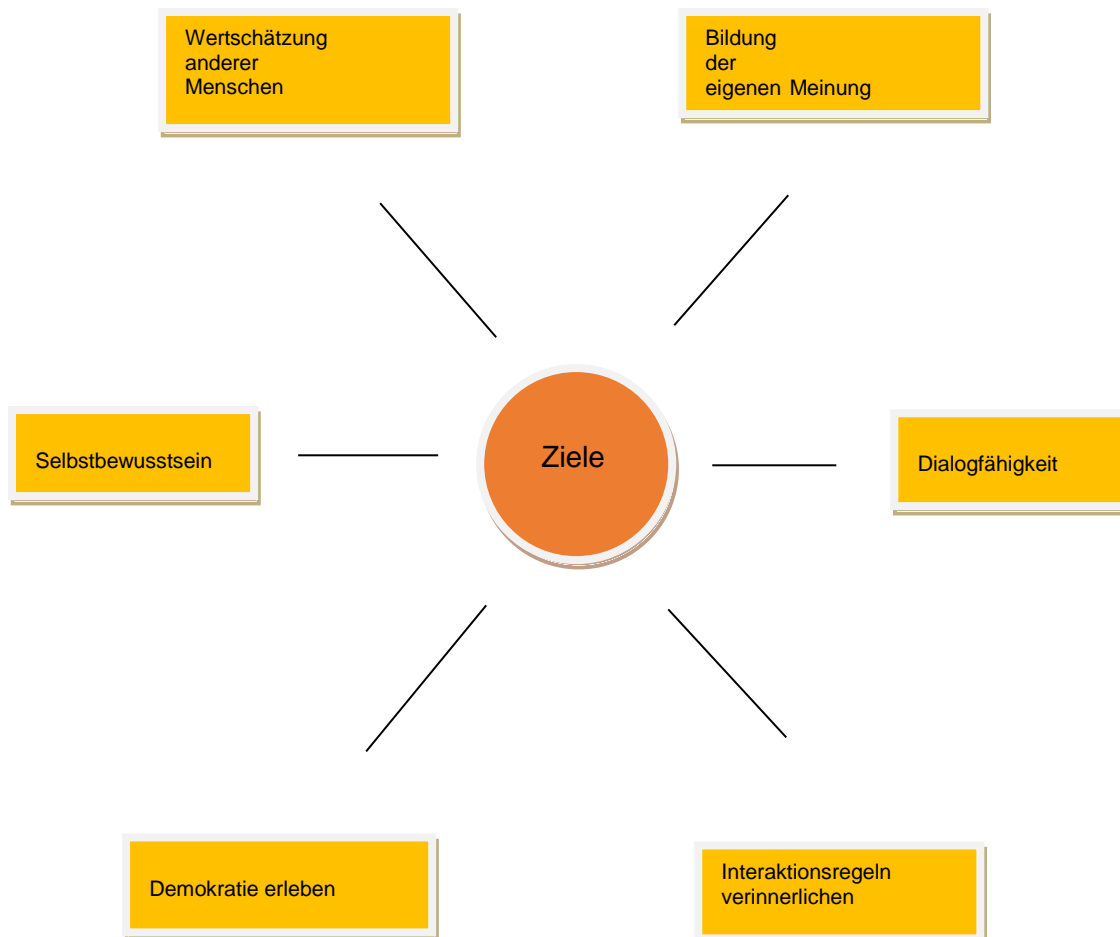 Wertschätzung
anderer
Menschen
Bildung
der
eigenen Meinung
Selbstbewusstsein
Ziele
Dialogfähigkeit
Demokratie erleben
Interaktionsregeln
verinnerlichen